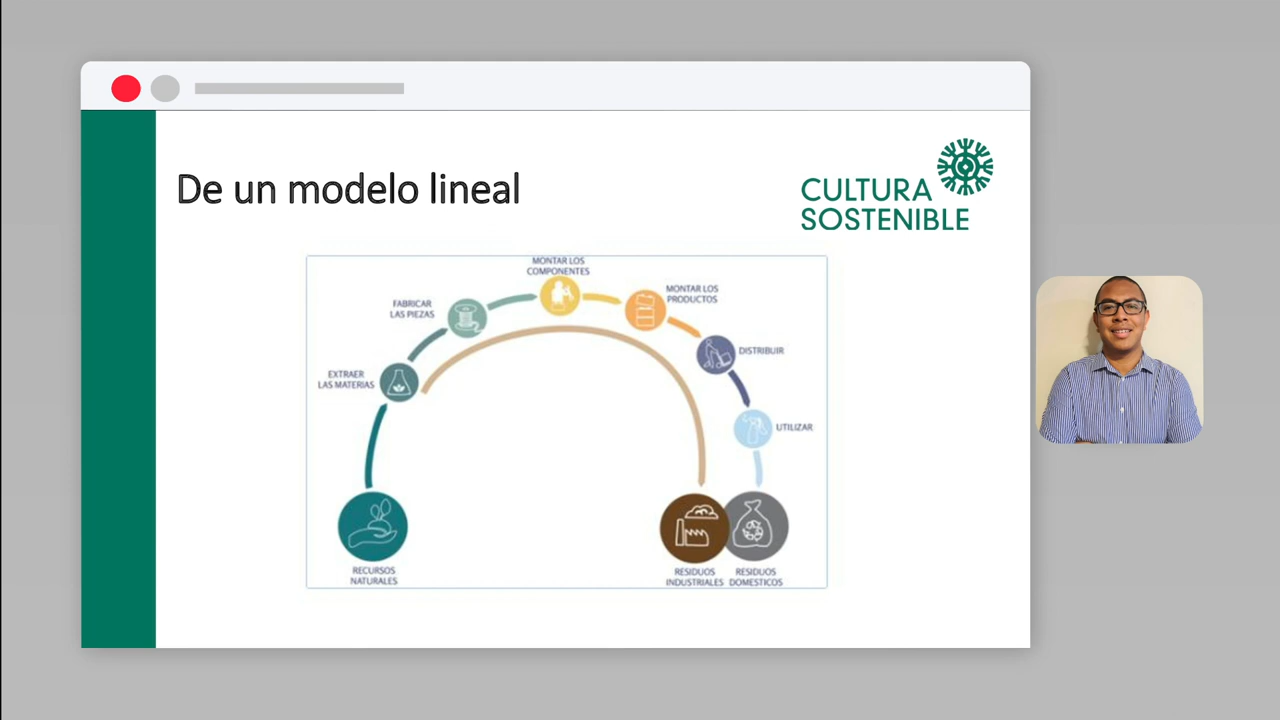 De un modelo lineal
CULTURA
SOSTENIBLE
MONTAR LOS
COMPONENTES
FABRICAR
LAS PIEZAS
MONTAR LOS
PRODUCTOS
DISTRIBUIR
EXTRAER
LAS MATERIAS
UTILIZAR
RECURSOS
NATURALES
RESIDUOS
INDUSTRIALES
RESIDUOS
DOMESTICOS